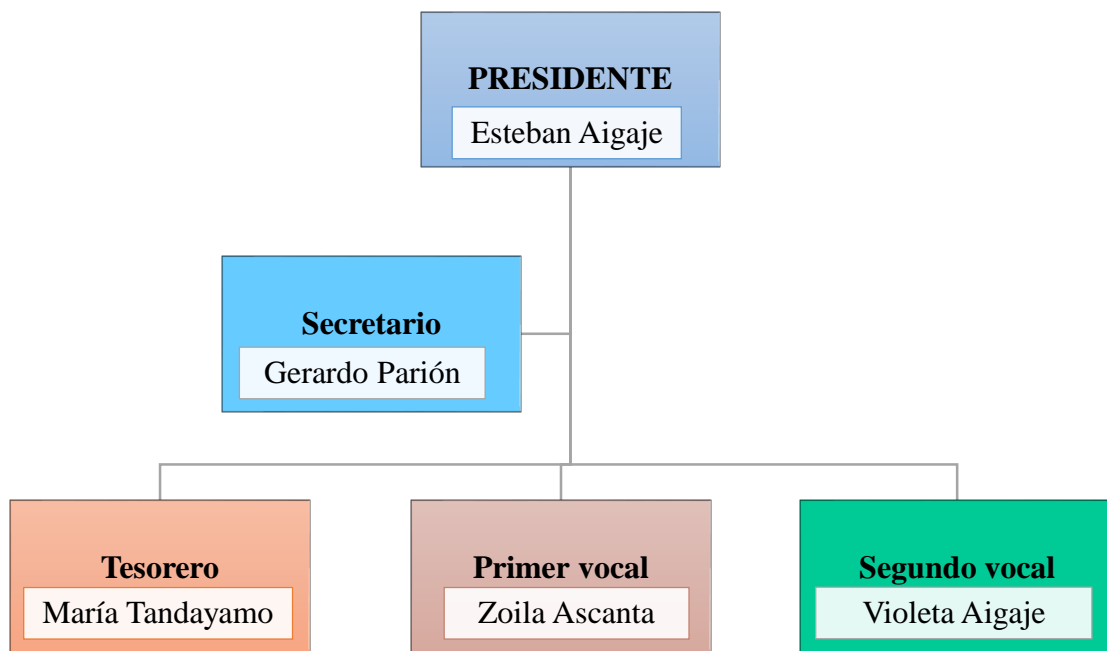 PRESIDENTE
Esteban Aigaje
Secretario
Gerardo Parión
Tesorero
María Tandayamo
Primer vocal
Zoila Ascanta
Segundo vocal
Violeta Aigaje